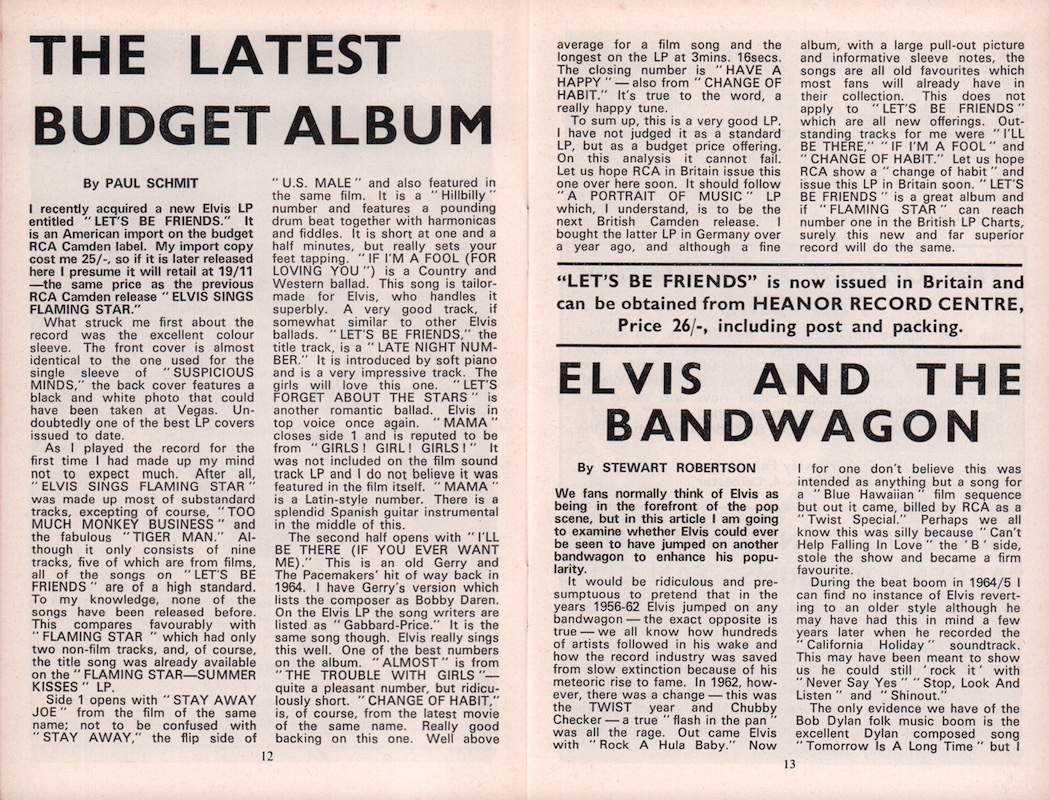 THE LATEST
BUDGET ALBUM
By PAUL SCHMIT
I recently acquired a new Elvis LP
entitled "LET'S BE FRIENDS." It
is an American import on the budget
RCA Camden label. My import copy
cost me 25/-, so if it is later released
here I presume it will retail at 19/11
—the same price as the previous
RCA Camden release "ELVIS SINGS
FLAMING STAR."
What struck me first about the
record was the excellent colour
sleeve. The front cover is almost
identical to the one used for the
single sleeve of "SUSPICIOUS
MINDS," the back cover features a
black and white photo that could
have been taken at Vegas. Un-
doubtedly one of the best LP covers
issued to date.
As I played the record for the
first time I had made up my mind
not to expect much. After all,
"ELVIS SINGS FLAMING STAR"
was made up most of substandard
tracks, excepting of course, "TOO
MUCH MONKEY BUSINESS" and
the fabulous "TIGER MAN." Al-
though it only consists of nine
tracks, five of which are from films,
all of the songs on "LET'S BE
FRIENDS" are of a high standard.
To my knowledge, none of the
songs have been released before.
This compares favourably with
"FLAMING STAR" which had only
two non-film tracks, and, of course,
the title song was already available
on the "FLAMING STAR—SUMMER
KISSES" LP.
Side 1 opens with "STAY AWAY
JOE" from the film of the same
name; not to be confused with
"STAY AWAY," the flip side of
"U.S. MALE" and also featured in
the same film. It is a "Hillbilly"
number and features a pounding
drum beat together with harmonicas
and fiddles. It is short at one and a
half minutes, but really sets your
feet tapping. "IF I'M A FOOL (FOR
LOVING YOU") is a Country and
Western ballad. This song is tailor-
made for Elvis, who handles it
superbly. A very good track, if
somewhat similar to other Elvis
ballads. "LET'S BE FRIENDS," the
title track, is a "LATE NIGHT NUM-
BER." It is introduced by soft piano
and is a very impressive track. The
girls will love this one. "LET'S
FORGET ABOUT THE STARS" is
another romantic ballad. Elvis in
top voice once again. "MAMA"
closes side 1 and is reputed to be
from "GIRLS! GIRL! GIRLS!" It
was not included on the film sound
track LP and I do not believe it was
featured in the film itself. "MAMA"
is a Latin-style number. There is a
splendid Spanish guitar instrumental
in the middle of this.
The second half opens with "I'LL
BE THERE (IF YOU EVER WANT
ME)." This is an old Gerry and
The Pacemakers' hit of way back in
1964. I have Gerry's version which
lists the composer as Bobby Daren.
On the Elvis LP the song writers are
listed as "Gabbard-Price." It is the
same song though. Elvis really sings
this well. One of the best numbers
on the album. "ALMOST" is from
"THE TROUBLE WITH GIRLS"—
quite a pleasant number, but ridicu-
lously short. "CHANGE OF HABIT,"
is, of course, from the latest movie
of the same name. Really good
backing on this one. Well above
12
average for a film song and the
longest on the LP at 3mins. 16secs.
The closing number is "HAVE A
HAPPY"—also from "CHANGE OF
HABIT." It's true to the word, a
really happy tune.
To sum up, this is a very good LP.
I have not judged it as a standard
LP, but as a budget price offering.
On this analysis it cannot fail.
Let us hope RCA in Britain issue this
one over here soon. It should follow
"A PORTRAIT OF MUSIC" LP
which, I understand, is to be the
next British Camden release. I
bought the latter LP in Germany over
a year ago, and although a fine
album, with a large pull-out picture
and informative sleeve notes, the
songs are all old favourites which
most fans will already have in
their collection. This does not
apply to "LET'S BE FRIENDS"
which are all new offerings. Out-
standing tracks for me were "I'LL
BE THERE," "IF I'M A FOOL" and
"CHANGE OF HABIT." Let us hope
RCA show a "change of habit" and
issue this LP in Britain soon. "LET'S
BE FRIENDS" is a great album and
if "FLAMING STAR" can reach
number one in the British LP Charts,
surely this new and far superior
record will do the same.
"LET'S BE FRIENDS" is now issued in Britain and
can be obtained from HEANOR RECORD CENTRE,
Price 26/-, including post and packing.
ELVIS AND THE
BANDWAGON
By STEWART ROBERTSON
We fans normally think of Elvis as
being in the forefront of the pop
scene, but in this article I am going
to examine whether Elvis could ever
be seen to have jumped on another
bandwagon to enhance his popu-
larity.
It would be ridiculous and pre-
sumptuous to pretend that in the
years 1956-62 Elvis jumped on any
bandwagon—the exact opposite is
true—we all know how hundreds
of artists followed in his wake and
how the record industry was saved
from slow extinction because of his
meteoric rise to fame. In 1962, how-
ever, there was a change—this was
the TWIST year and Chubby
Checker—a true "flash in the pan"
was all the rage. Out came Elvis
with "Rock A Hula Baby." Now
I for one don't believe this was
intended as anything but a song for
a "Blue Hawaiian" film sequence
but out it came, billed by RCA as a
"Twist Special." Perhaps we all
know this was silly because "Can't
Help Falling In Love" the 'B' side,
stole the show and became a firm
favourite.
During the beat boom in 1964/5 I
can find no instance of Elvis revert-
ing to an older style although he
may have had this in mind a few
years later when he recorded the
"California Holiday" soundtrack.
This may have been meant to show
us he could still 'rock it' with
"Never Say Yes" "Stop, Look And
Listen" and "Shinout."
The only evidence we have of the
Bob Dylan folk music boom is the
excellent Dylan composed song
"Tomorrow Is A Long Time" but I
13